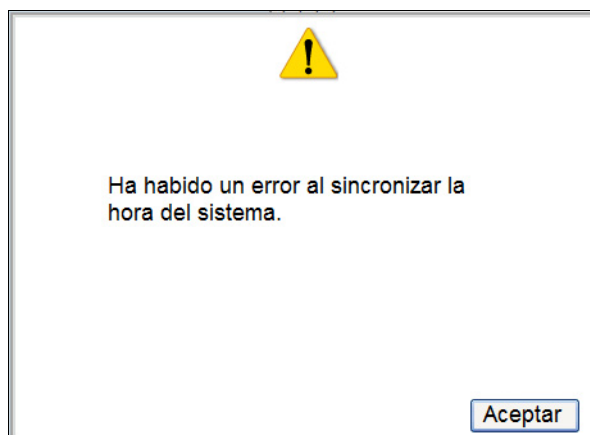 Ha habido un error al sincronizar la
hora del sistema.
Aceptar